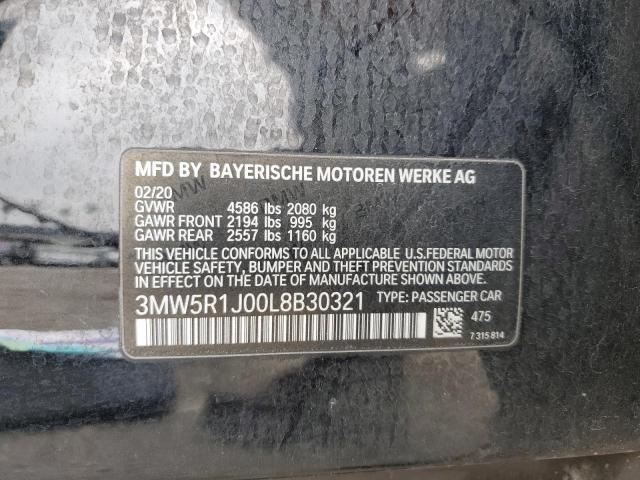 MFD BY BAYERISCHE MOTOREN WERKE AG
02/20
GVWR 4586 lbs 2080 kg
GAWR FRONT 2194 lbs 995 kg
GAWR REAR 2557 lbs 1160 kg
THIS VEHICLE CONFORMS TO ALL APPLICABLE U.S.FEDERAL MOTOR
VEHICLE SAFETY, BUMPER AND THEFT PREVENTION STANDARDS
IN EFFECT ON THE DATE OF MANUFACTURE SHOWN ABOVE.
3MW5R1J00L8B30321 TYPE: PASSENGER CAR
475
7 315 814